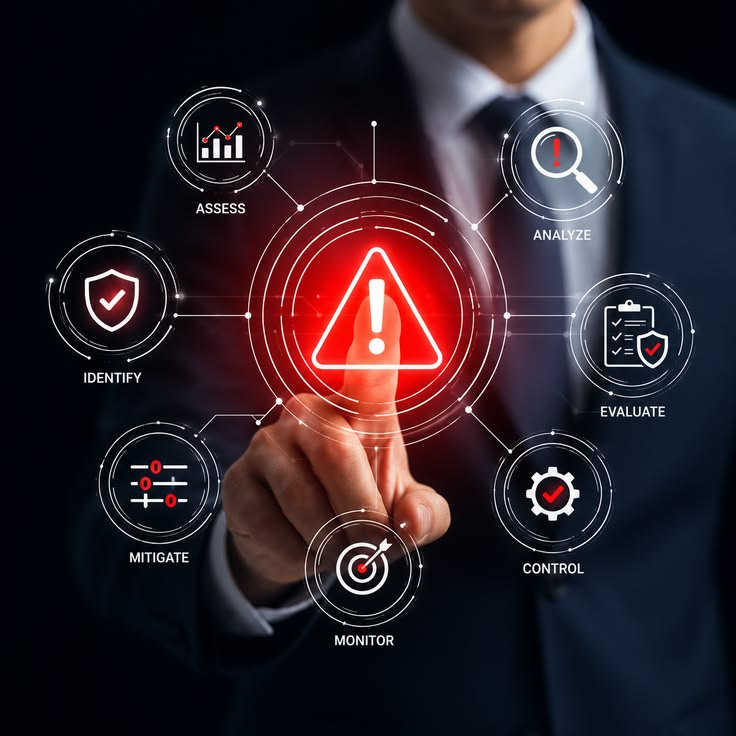 ASSESS
ANALYZE
IDENTIFY
EVALUATE
MITIGATE
CONTROL
MONITOR